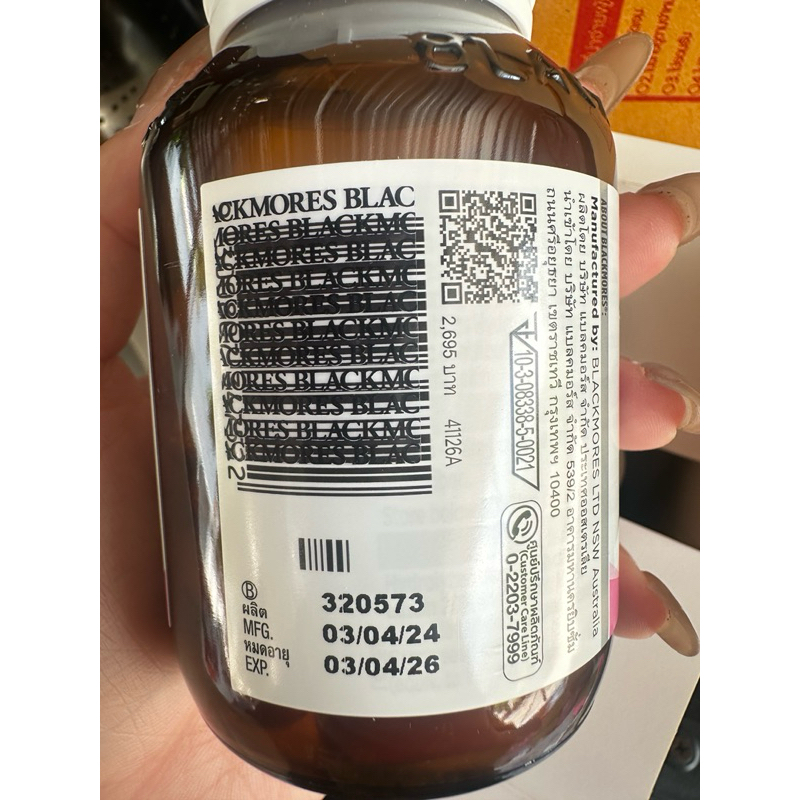 BLACKMORES BLAC
MORES BLACKMC
CKMORES BLAC
MORES BLACKMC
CKMORES BLAC
MORES BLACKMC
ACKMORES BLAC
MORES BLACKMC
CKMORES BLAC
MORES BLACKMC
CKMORES BLAC
2,695 บาท 41126A
10-3-08338-5-0021
ABOUT BLACKMORES®:
Manufactured by: BLACKMORES LTD NSW Australia
ผลิตโดย บริษัท แบลคมอร์ส จำกัด ประเทศออสเตรเลีย
นำเข้าโดย บริษัท แบลคมอร์ส จำกัด 539/2 อาคารมหานครยิบซั่ม
ถนนศรีอยุธยา เขตราชเทวี กรุงเทพฯ 10400
ศูนย์ปรึกษาผลิตภัณฑ์
(Customer Care Line)
0-2203-7999
Ⓑ 320573
ผลิต
MFG. 03/04/24
หมดอายุ
EXP. 03/04/26